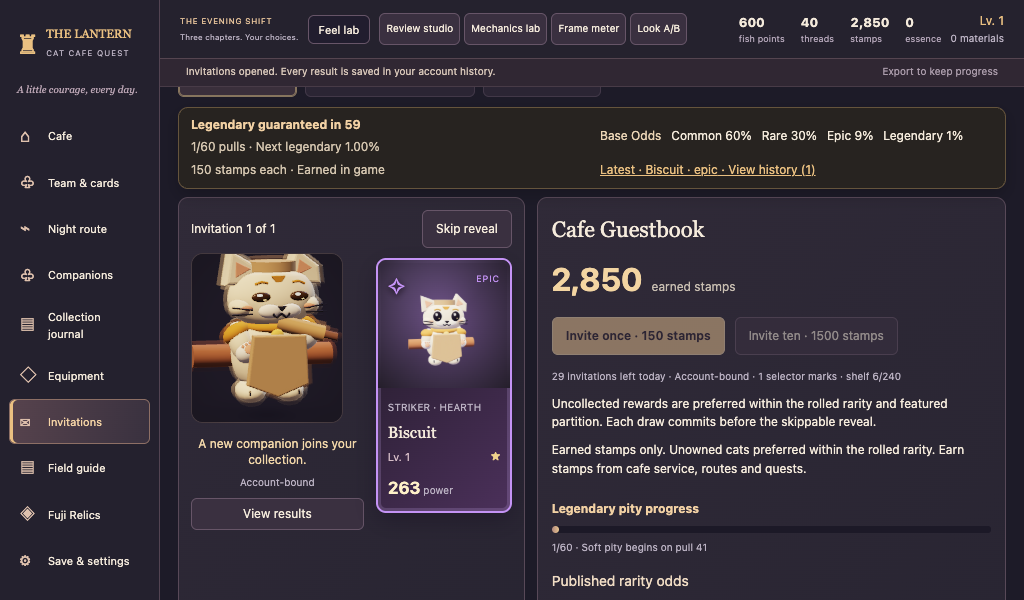 THE LANTERN
CAT CAFE QUEST
A little courage, every day.
Cafe
Team & cards
Night route
Companions
Collection
journal
Equipment
Invitations
Field guide
Fuji Relics
Save & settings
THE EVENING SHIFT
Three chapters. Your choices.
Feel lab
Review studio
Mechanics lab
Frame meter
Look A/B
600
fish points
40
threads
2,850
stamps
0
essence
Lv. 1
0 materials
Invitations opened. Every result is saved in your account history.
Export to keep progress
Legendary guaranteed in 59
1/60 pulls · Next legendary 1.00%
150 stamps each · Earned in game
Base Odds Common 60% Rare 30% Epic 9% Legendary 1%
Latest · Biscuit · epic · View history (1)
Invitation 1 of 1
Skip reveal
A new companion joins your
collection.
Account-bound
View results
EPIC
STRIKER · HEARTH
Biscuit
Lv. 1
263 power
Cafe Guestbook
2,850 earned stamps
Invite once · 150 stamps
Invite ten · 1500 stamps
29 invitations left today · Account-bound · 1 selector marks · shelf 6/240
Uncollected rewards are preferred within the rolled rarity and featured
partition. Each draw commits before the skippable reveal.
Earned stamps only. Unowned cats preferred within the rolled rarity. Earn
stamps from cafe service, routes and quests.
Legendary pity progress
1/60 · Soft pity begins on pull 41
Published rarity odds